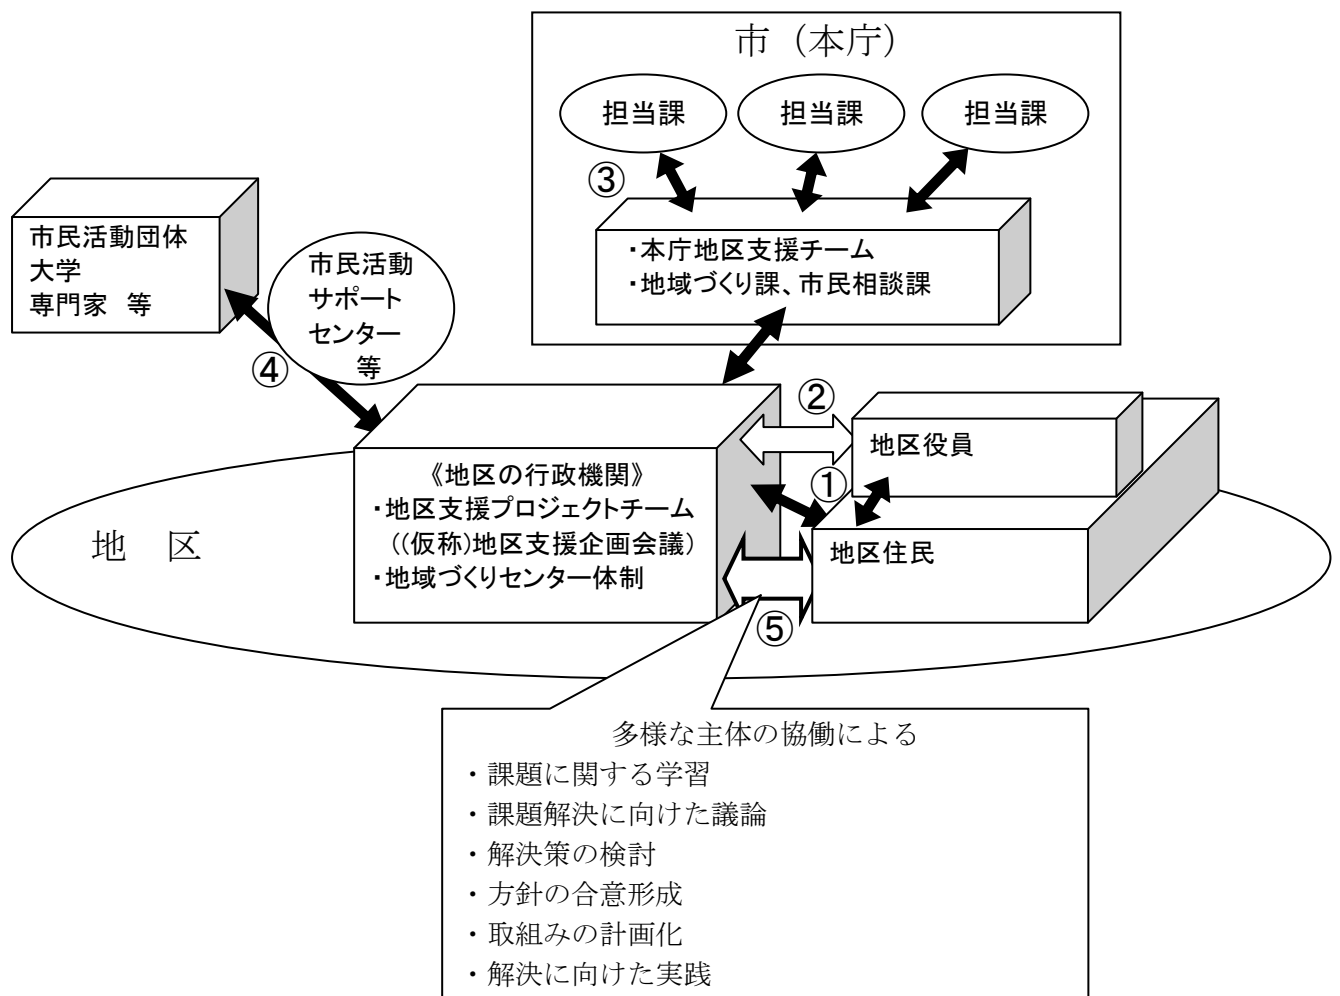 市（本庁）
担当課
担当課
担当課
③
・本庁地区支援チーム
・地域づくり課、市民相談課
市民活動団体
大学
専門家　等
市民活動
サポート
センター
等
④
②
地区役員
①
《地区の行政機関》
・地区支援プロジェクトチーム
((仮称)地区支援企画会議)
・地域づくりセンター体制
地　区
地区住民
⑤
多様な主体の協働による
・課題に関する学習
・課題解決に向けた議論
・解決策の検討
・方針の合意形成
・取組みの計画化
・解決に向けた実践